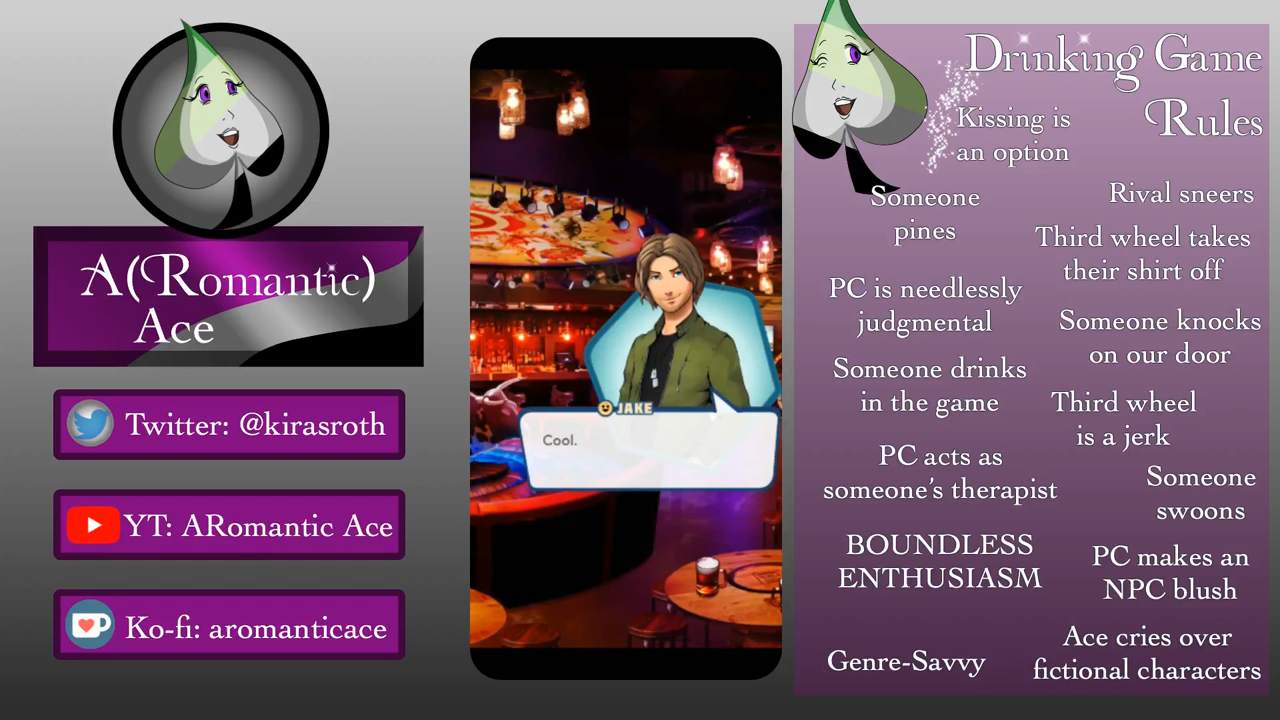 A(Romantic)
Ace
Twitter: @kirasroth
YT: ARomantic Ace
Ko-fi: aromanticace
JAKE
Cool.
Drinking Game
Rules
Kissing is
an option
Someone
pines
Rival sneers
Third wheel takes
their shirt off
PC is needlessly
judgmental
Someone knocks
on our door
Someone drinks
in the game
Third wheel
is a jerk
PC acts as
someone's therapist
Someone
swoons
BOUNDLESS
ENTHUSIASM
PC makes an
NPC blush
Genre-Savvy
Ace cries over
fictional characters